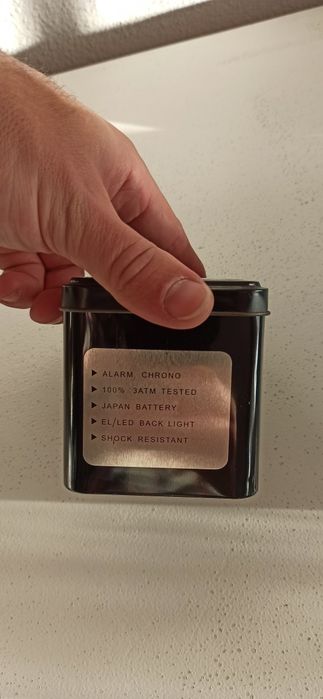 ▶ ALARM, CHRONO
▶ 100% 3ATM TESTED
▶ JAPAN BATTERY
▶ EL/LED BACK LIGHT
▶ SHOCK RESISTANT